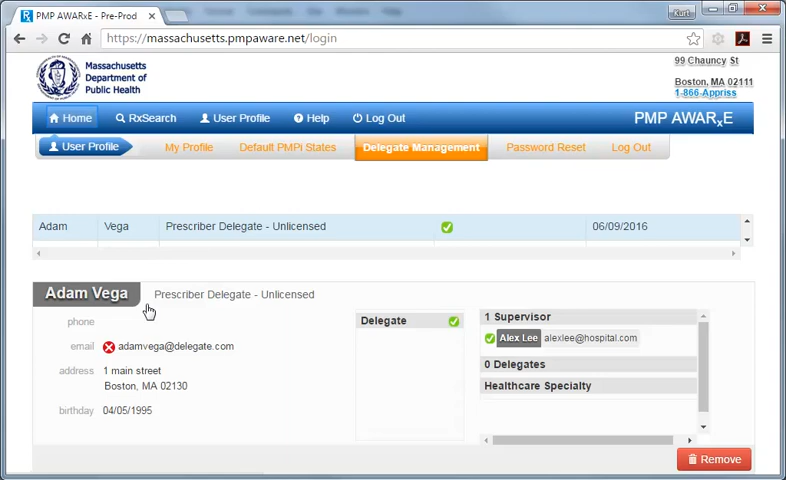 PMP AWARxE - Pre-Prod
Kurt
https://massachusetts.pmpaware.net/login
Massachusetts
Department of
Public Health
99 Chauncy St
Boston, MA 02111
1-866-Appriss
Home RxSearch User Profile Help Log Out PMP AWARxE
User Profile My Profile Default PMPi States Delegate Management Password Reset Log Out
Adam Vega Prescriber Delegate - Unlicensed 06/09/2016
Adam Vega Prescriber Delegate - Unlicensed
phone
email adamvega@delegate.com
address 1 main street
Boston, MA 02130
birthday 04/05/1995
Delegate
1 Supervisor
Alex Lee alexlee@hospital.com
0 Delegates
Healthcare Specialty
Remove